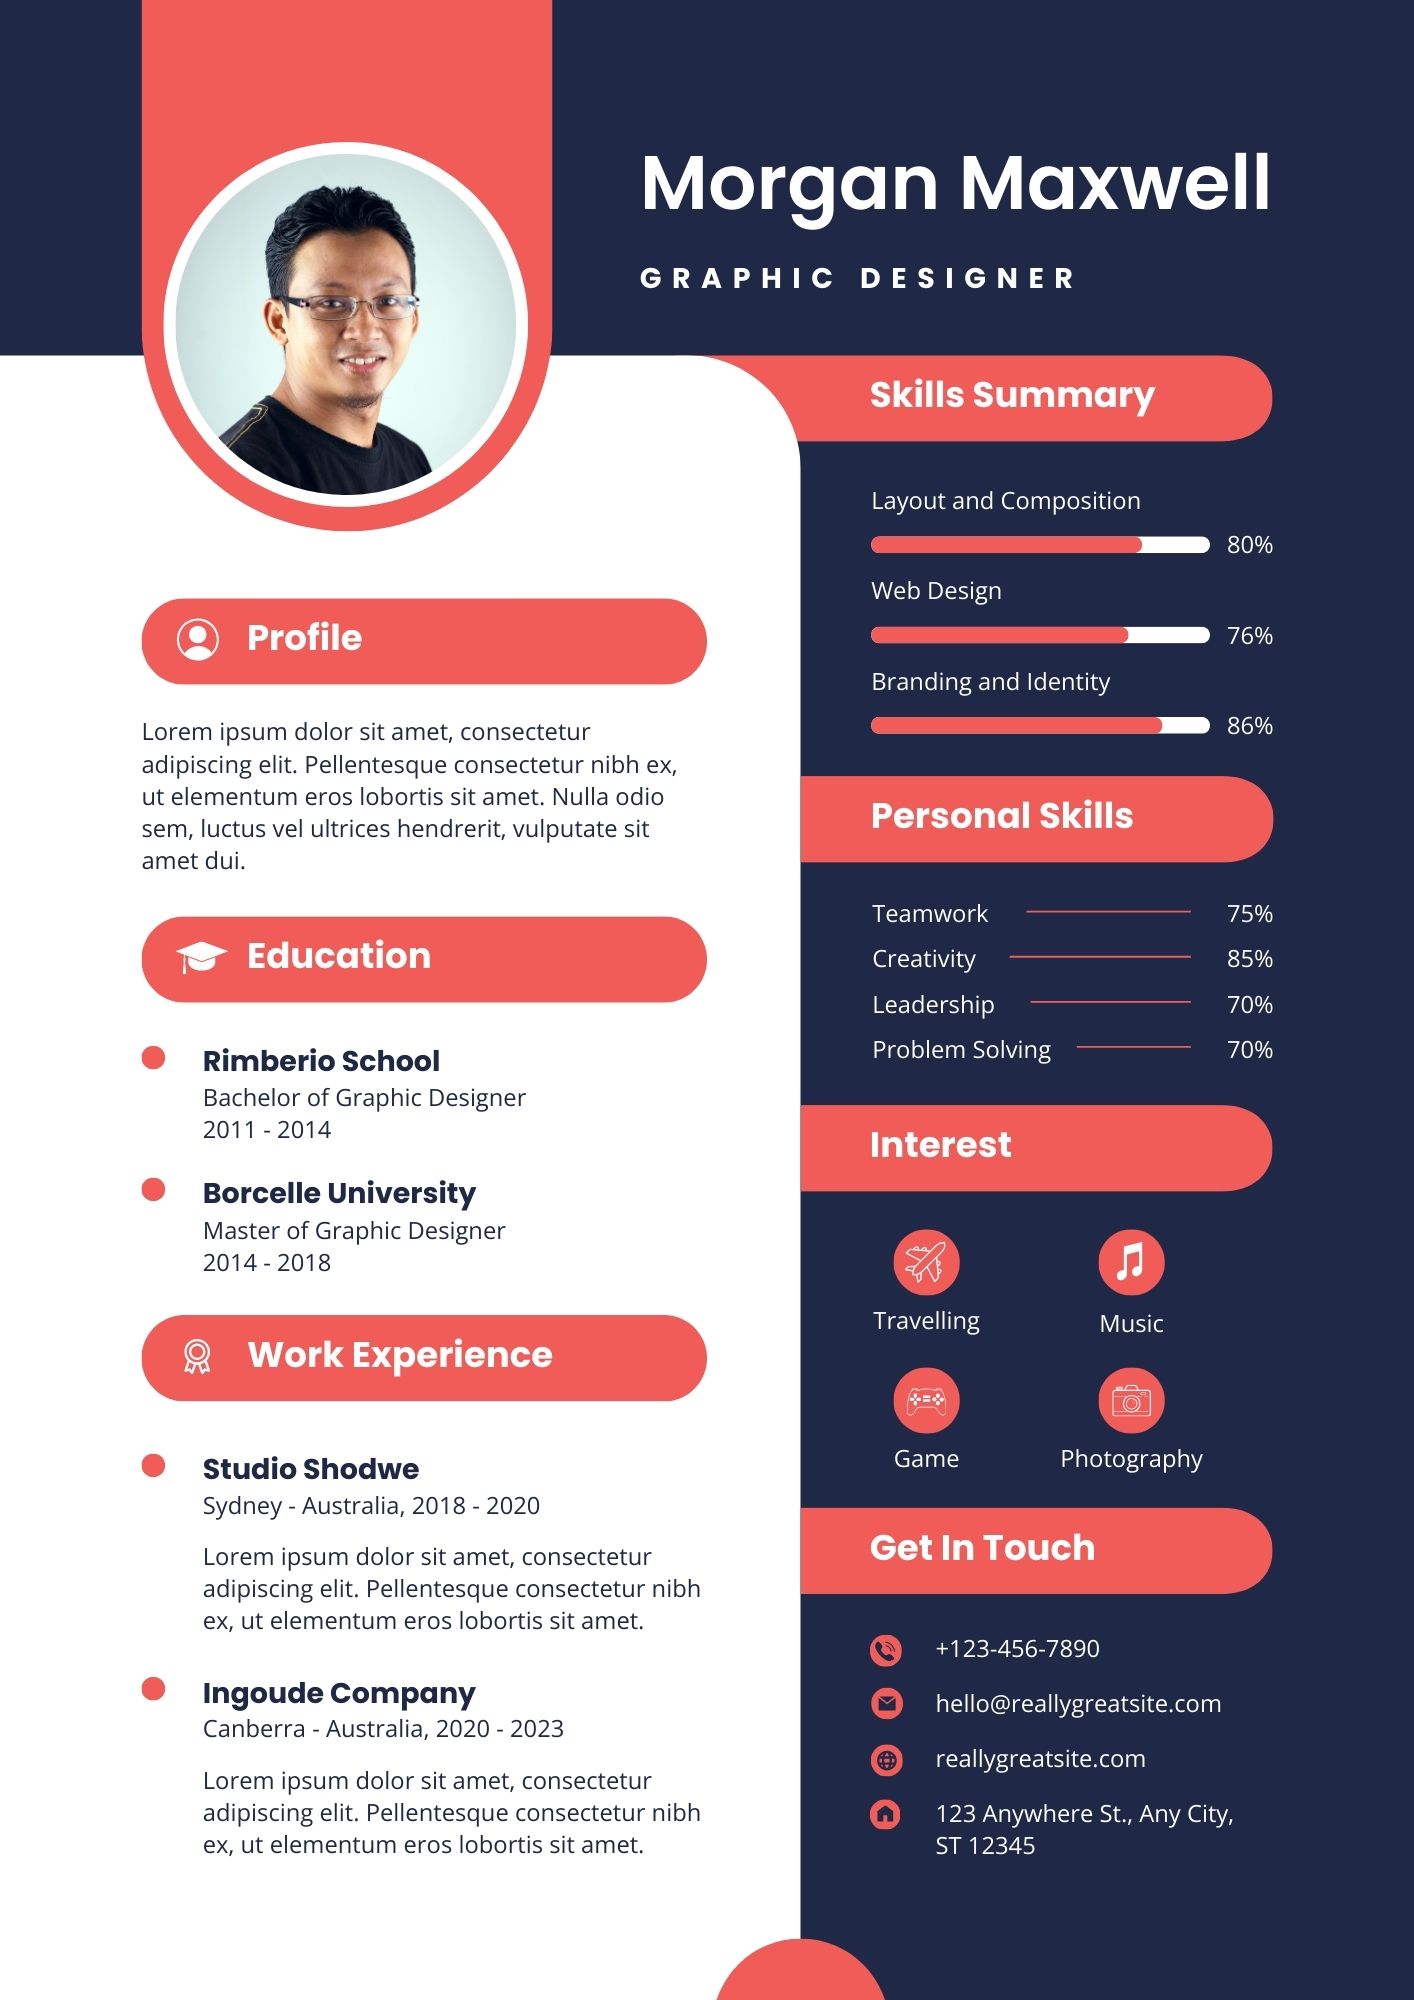 Morgan Maxwell
GRAPHIC DESIGNER
Profile
Lorem ipsum dolor sit amet, consectetur
adipiscing elit. Pellentesque consectetur nibh ex,
ut elementum eros lobortis sit amet. Nulla odio
sem, luctus vel ultrices hendrerit, vulputate sit
amet dui.
Education
Rimberio School
Bachelor of Graphic Designer
2011 - 2014
Borcelle University
Master of Graphic Designer
2014 - 2018
Work Experience
Studio Shodwe
Sydney - Australia, 2018 - 2020
Lorem ipsum dolor sit amet, consectetur
adipiscing elit. Pellentesque consectetur nibh
ex, ut elementum eros lobortis sit amet.
Ingoude Company
Canberra - Australia, 2020 - 2023
Lorem ipsum dolor sit amet, consectetur
adipiscing elit. Pellentesque consectetur nibh
ex, ut elementum eros lobortis sit amet.
Skills Summary
Layout and Composition
80%
Web Design
76%
Branding and Identity
86%
Personal Skills
Teamwork 75%
Creativity 85%
Leadership 70%
Problem Solving 70%
Interest
Travelling Music
Game Photography
Get In Touch
+123-456-7890
hello@reallygreatsite.com
reallygreatsite.com
123 Anywhere St., Any City,
ST 12345